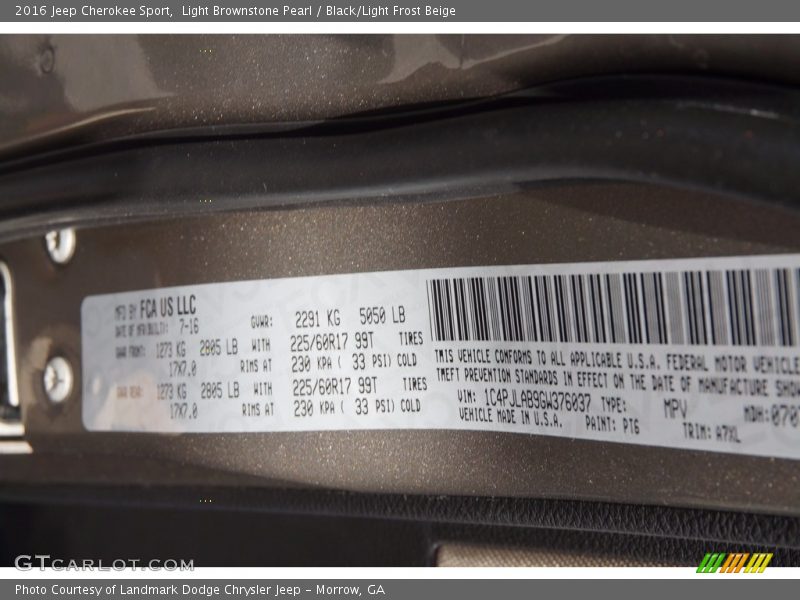 2016 Jeep Cherokee Sport,  Light Brownstone Pearl / Black/Light Frost Beige
MFD BY FCA US LLC
DATE OF MFR(BUILT): 7-16
GVWR: 2291 KG 5050 LB
GAWR FRONT: 1273 KG 2805 LB WITH 225/60R17 99T TIRES
17X7.0 RIMS AT 230 KPA ( 33 PSI) COLD
GAWR REAR: 1273 KG 2805 LB WITH 225/60R17 99T TIRES
17X7.0 RIMS AT 230 KPA ( 33 PSI) COLD
THIS VEHICLE CONFORMS TO ALL APPLICABLE U.S.A. FEDERAL MOTOR VEHICLE
THEFT PREVENTION STANDARDS IN EFFECT ON THE DATE OF MANUFACTURE SHOW
VIN: 1C4PJLAB9GW376037 TYPE: MPV MDH: 070
VEHICLE MADE IN U.S.A. PAINT: PT6 TRIM: A7XL
GTCARLOT.COM
Photo Courtesy of Landmark Dodge Chrysler Jeep – Morrow, GA